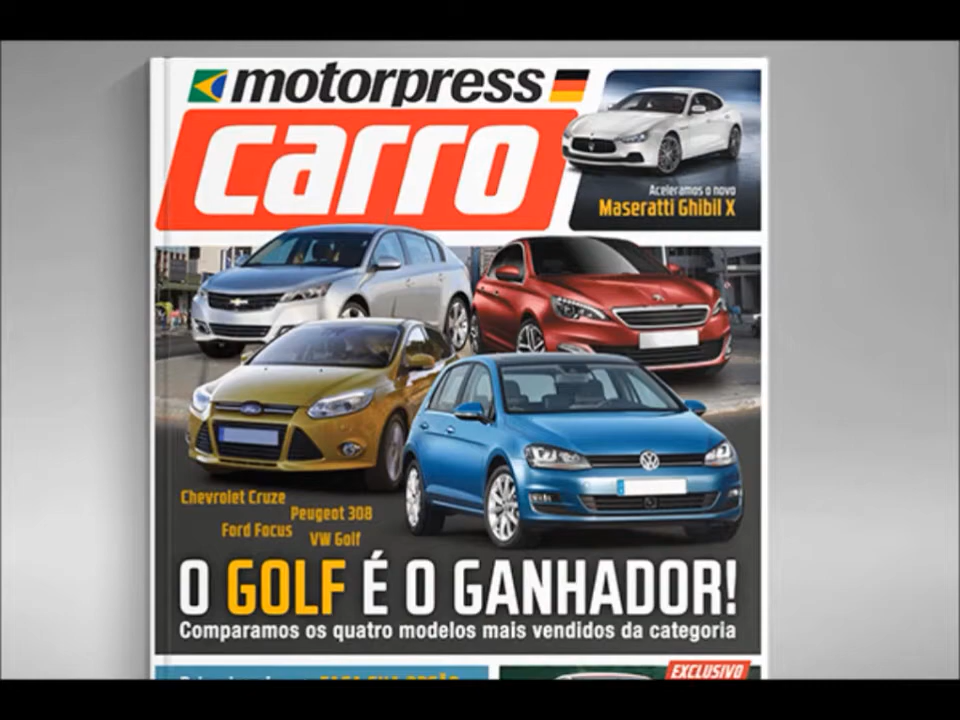 motorpress
carro
Aceleramos o novo
Maseratti Ghibil X
Chevrolet Cruze
Peugeot 308
Ford Focus
VW Golf
O GOLF É O GANHADOR!
Comparamos os quatro modelos mais vendidos da categoria
EXCLUSIVO